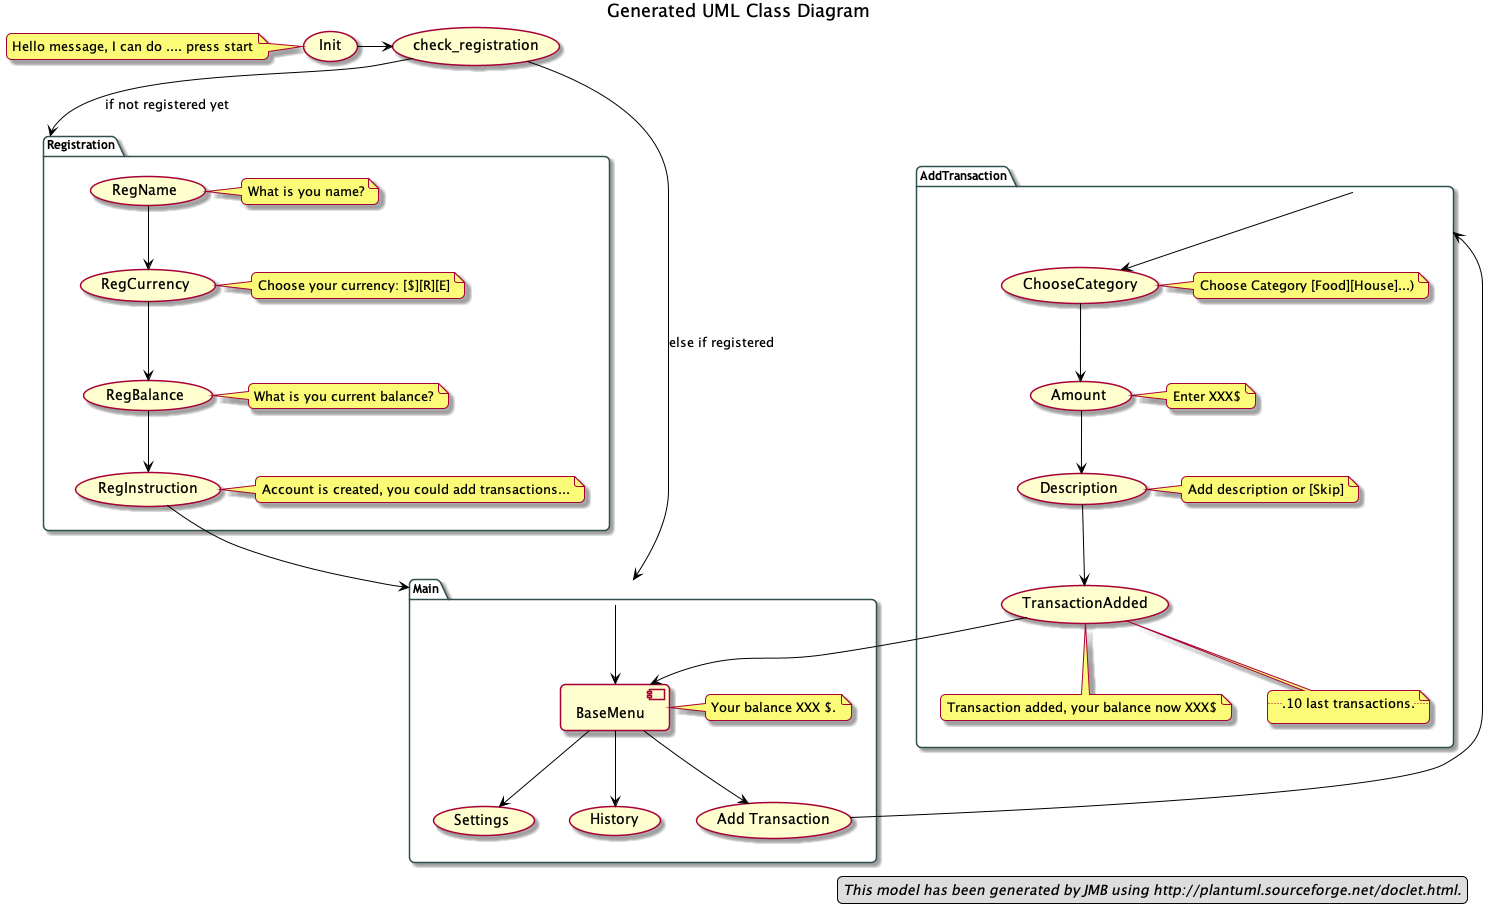 Generated UML Class Diagram
Hello message, I can do .... press start
Init
check_registration
if not registered yet
Registration
RegName
What is you name?
RegCurrency
Choose your currency: [$][R][E]
RegBalance
What is you current balance?
RegInstruction
Account is created, you could add transactions...
else if registered
AddTransaction
ChooseCategory
Choose Category [Food][House]...)
Amount
Enter XXX$
Description
Add description or [Skip]
TransactionAdded
Transaction added, your balance now XXX$
.10 last transactions.
Main
BaseMenu
Your balance XXX $.
Settings
History
Add Transaction
This model has been generated by JMB using http://plantuml.sourceforge.net/doclet.html.